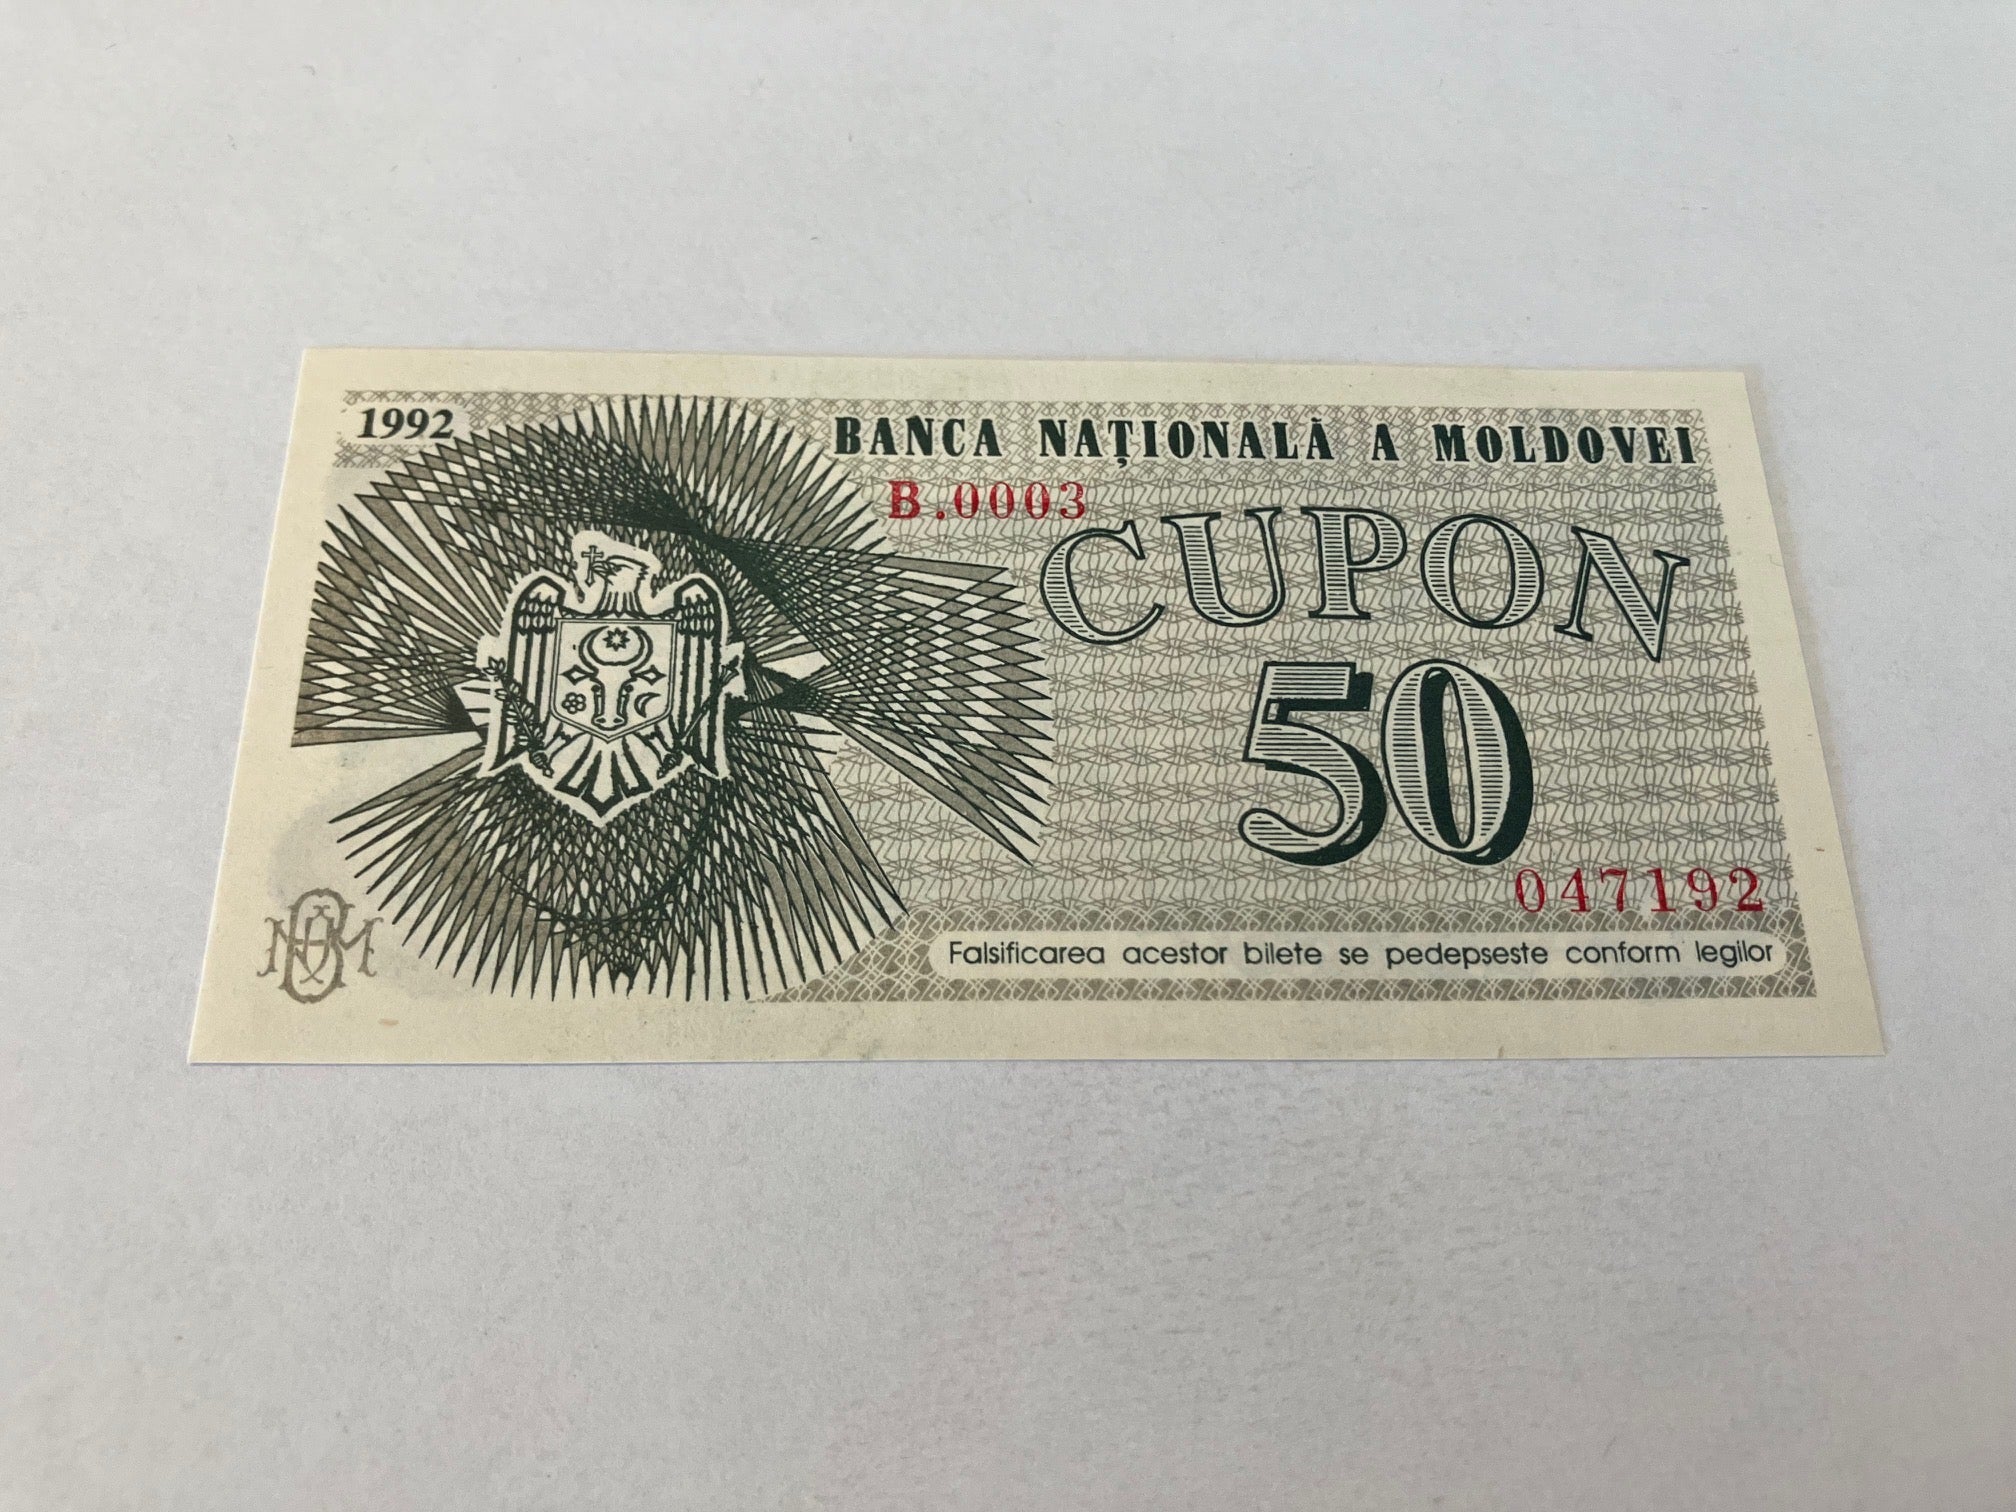 1992
BANCA NAȚIONALĂ A MOLDOVEI
B.0003
CUPON
50
047192
Falsificarea acestor bilete se pedepseste conform legilor